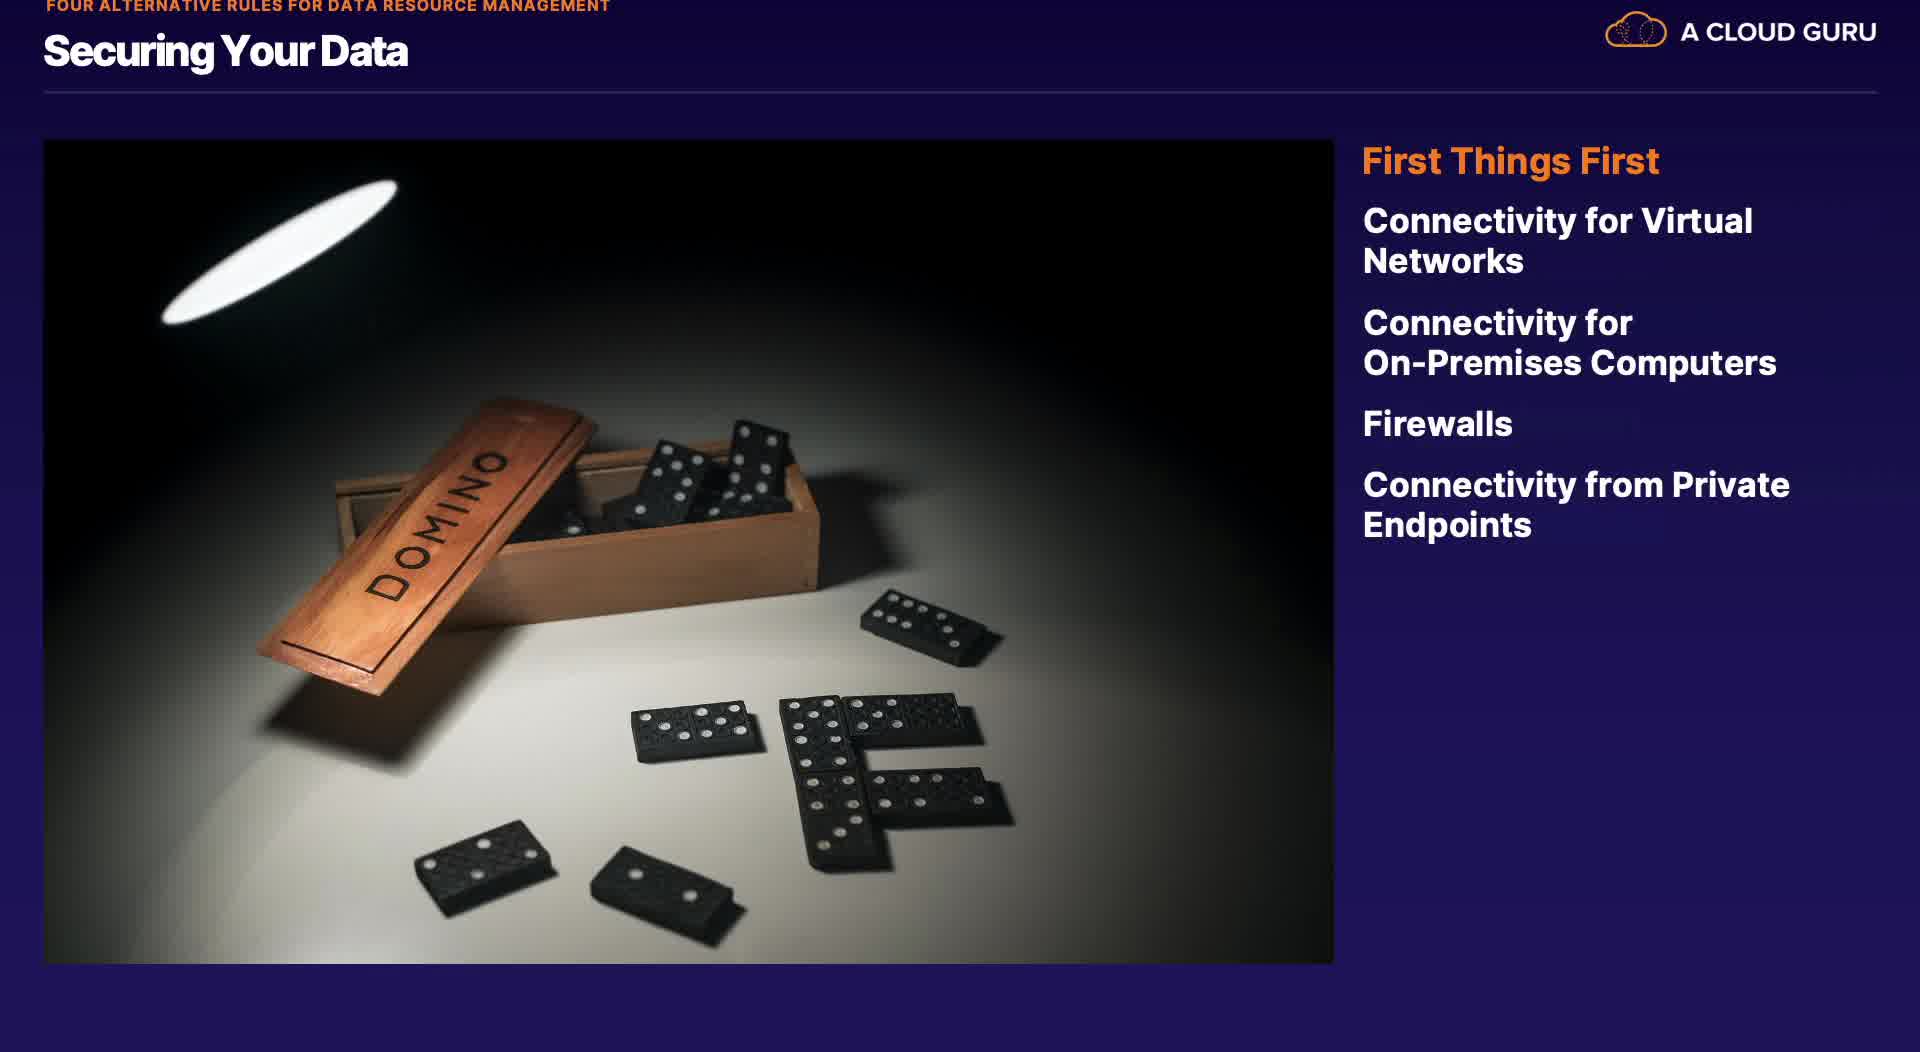 FOUR ALTERNATIVE RULES FOR DATA RESOURCE MANAGEMENT
Securing Your Data
A CLOUD GURU
DOMINO
First Things First
Connectivity for Virtual
Networks
Connectivity for
On-Premises Computers
Firewalls
Connectivity from Private
Endpoints